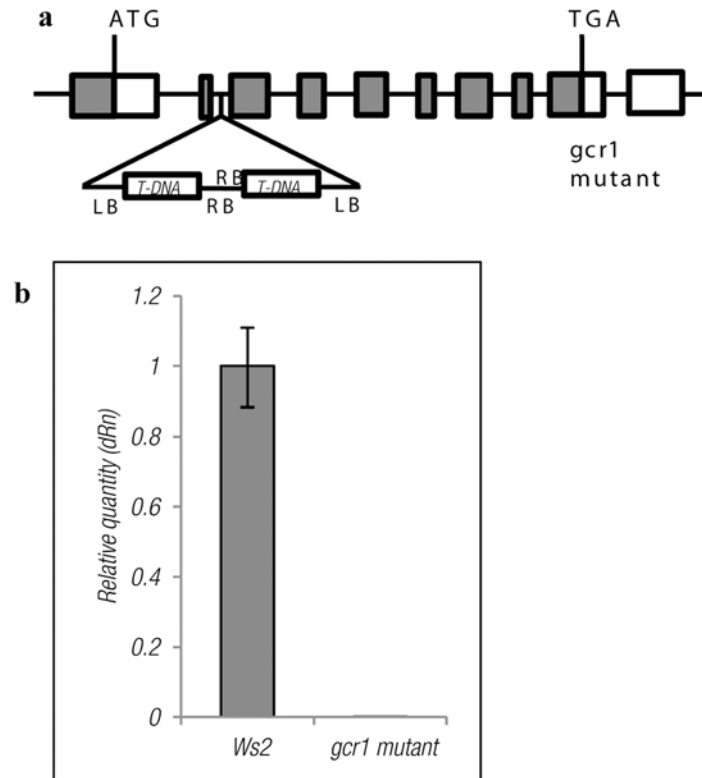 a
ATG
TGA
gcr1
mutant
RB
T-DNA
T-DNA
LB
RB
LB
b
1.2
1
0.8
0.6
0.4
0.2
0
Relative quantity (dRn)
Ws2
gcr1 mutant